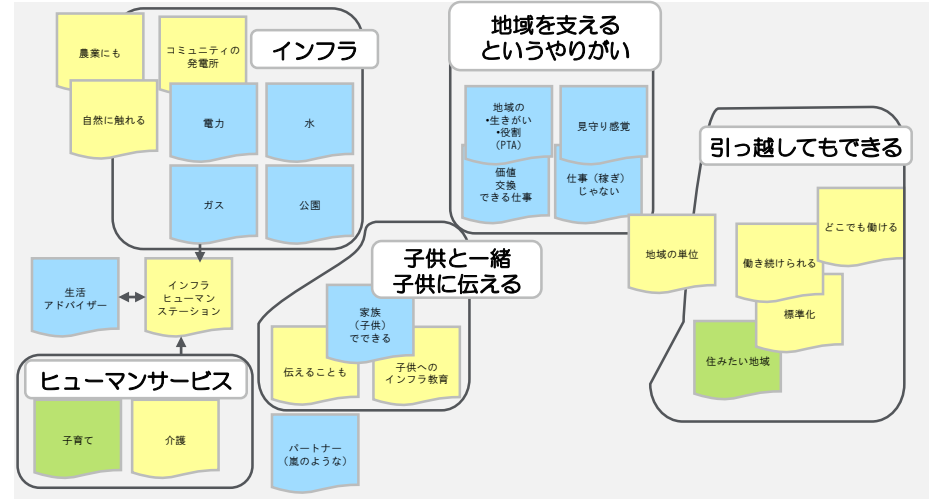 インフラ
農業にも
コミュニティの
発電所
自然に触れる
電力
水
ガス
公園
生活
アドバイザー
インフラ
ヒューマン
ステーション
ヒューマンサービス
子育て
介護
地域を支える
というやりがい
地域の
•生きがい
•役割
（PTA）
見守り感覚
価値
交換
できる仕事
仕事（稼ぎ）
じゃない
子供と一緒
子供に伝える
家族
（子供）
でできる
伝えることも
子供への
インフラ教育
パートナー
（嵐のような）
引っ越してもできる
どこでも働ける
地域の単位
働き続けられる
標準化
住みたい地域